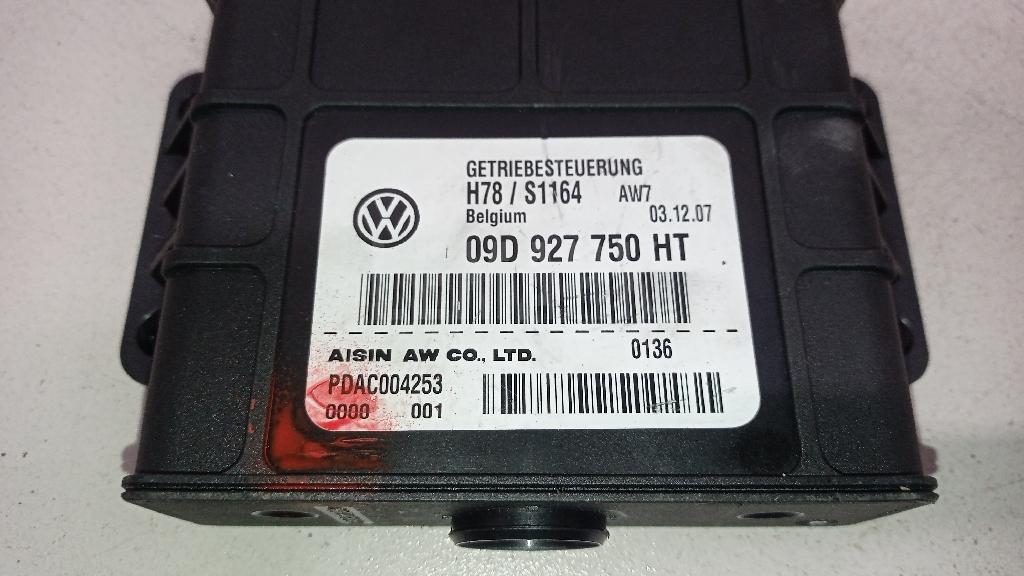 GETRIEBESTEUERUNG
H78 / S1164 AW7
Belgium 03.12.07
09D 927 750 HT
AISIN AW CO., LTD. 0136
PDAC004253
0000 001